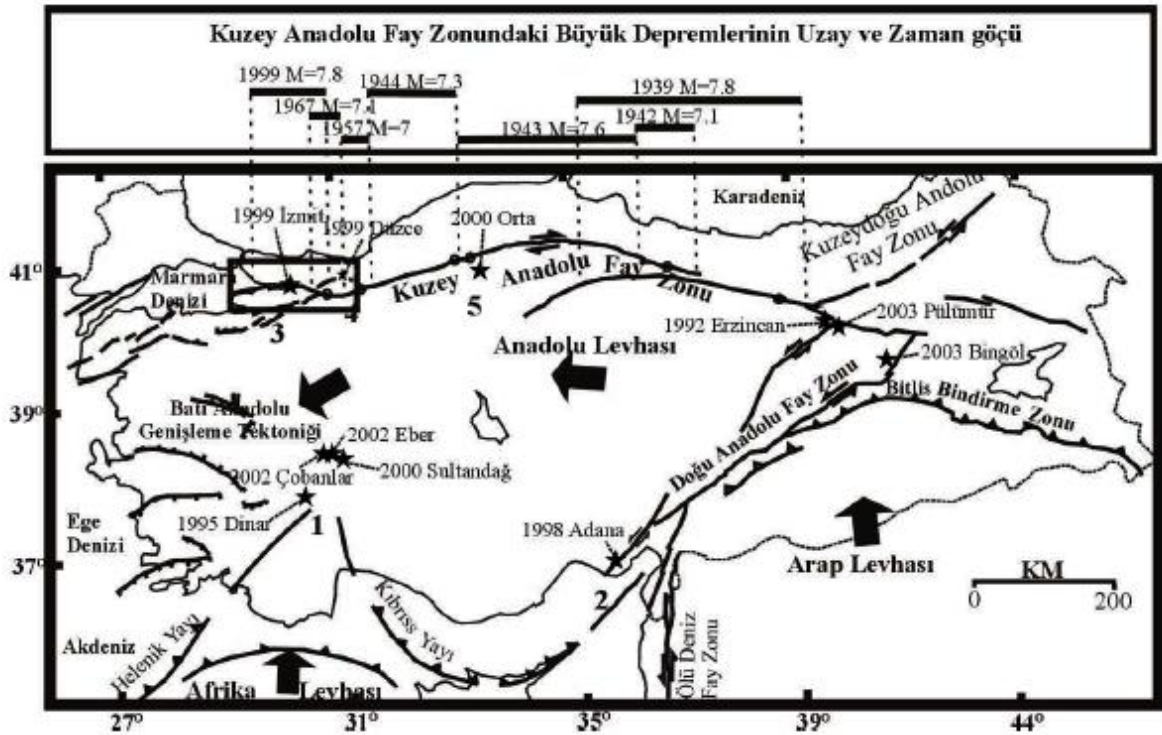 Kuzey Anadolu Fay Zonundaki Büyük Depremlerinin Uzay ve Zaman göçü
1999 M=7.8
1944 M=7.3
1939 M=7.8
1967 M=7.1
1942 M=7.1
1957 M=7
1943 M=7.6
Karadeniz
Kuzeydoğu Andolu
Fay Zonu
1999 İzmit
2000 Orta
1999 Düzce
41°
Marmara
Denizi
Kuzey Anadolu Fay Zonu
3
4
5
1992 Erzincan
2003 Pülümür
Anadolu Levhası
2003 Bingöl
39°
Batı Anadolu
Genişleme Tektoniği
Doğu Anadolu Fay Zonu
Bitlis Bindirme Zonu
2002 Eber
2002 Çobanlar
2000 Sultandağ
1995 Dinar
1
Ege
Denizi
1998 Adana
37°
Arap Levhası
KM
0 200
2
Akdeniz
Helenik Yayı
Kıbrıss Yayı
Ölü Deniz
Fay Zonu
Afrika Levhası
27° 31° 35° 39° 44°